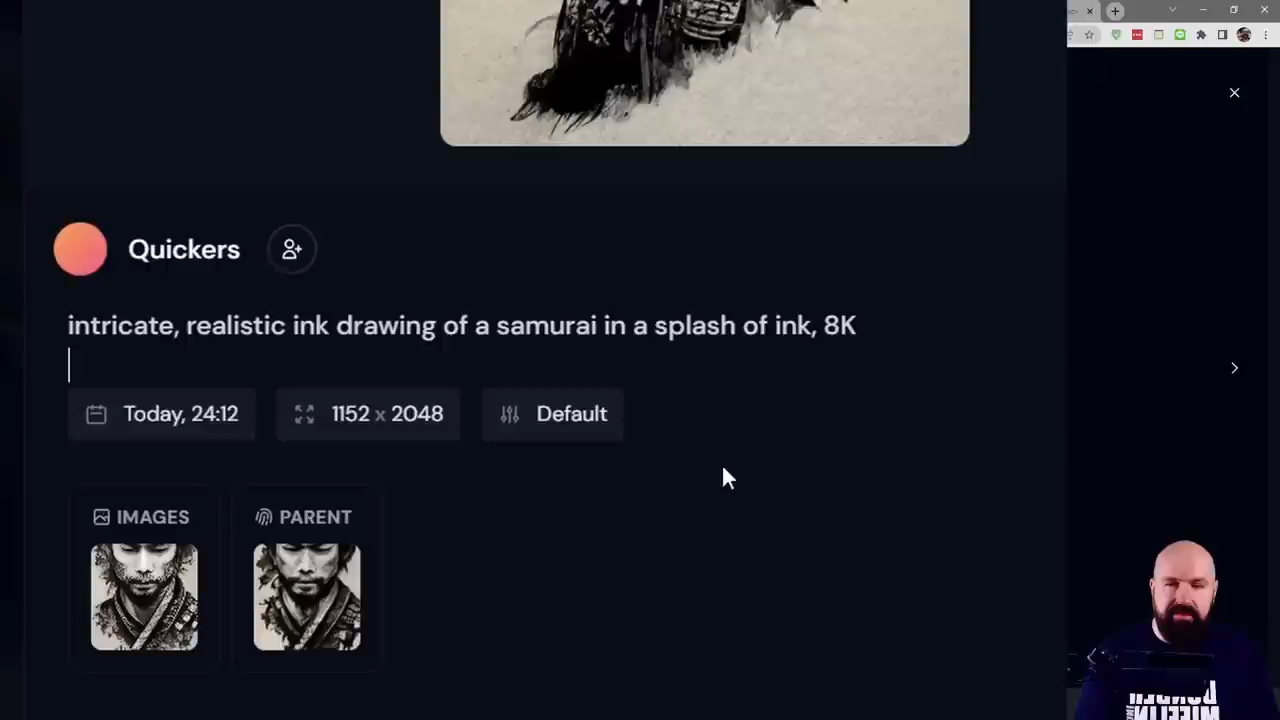 Quickers
intricate, realistic ink drawing of a samurai in a splash of ink, 8K
Today, 24:12
1152 x 2048
Default
IMAGES
PARENT